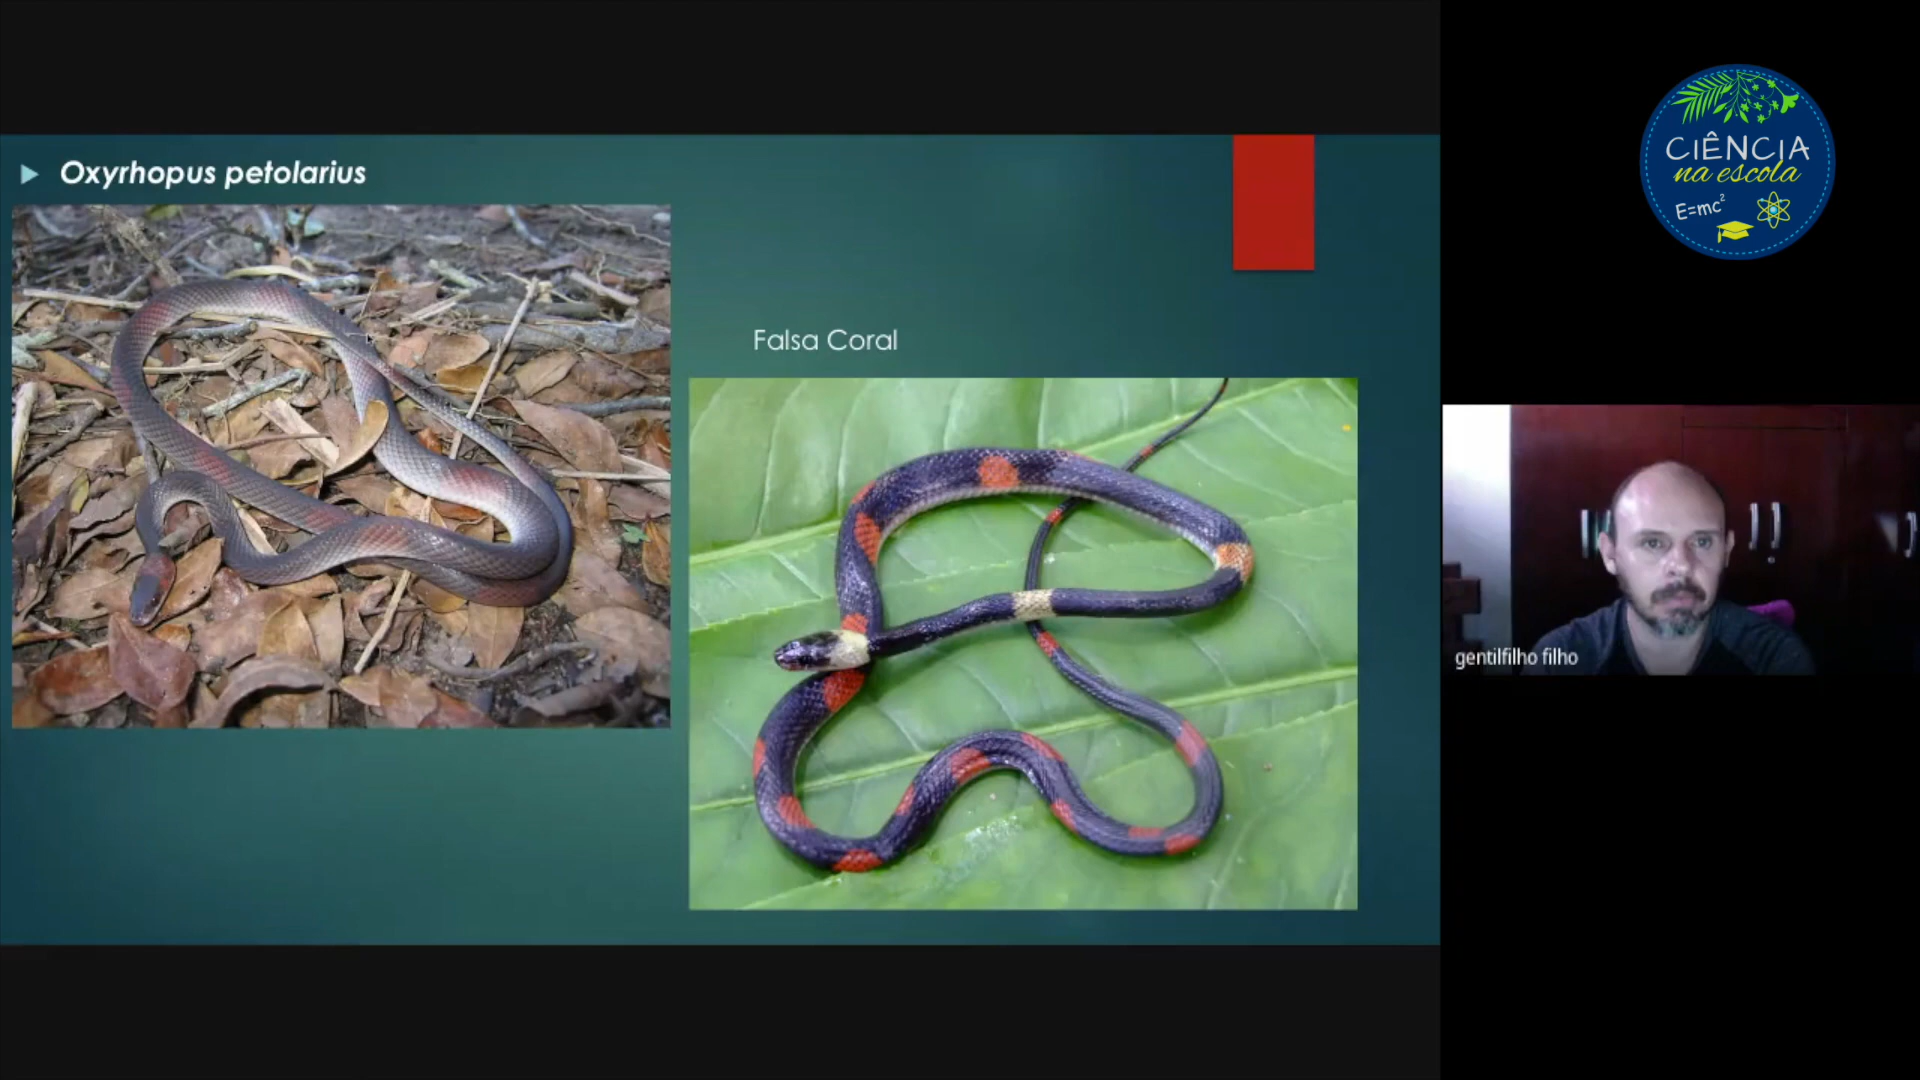 Oxyrhopus petolarius
Falsa Coral
CIÊNCIA
na escola
E=mc²
gentilfilho filho